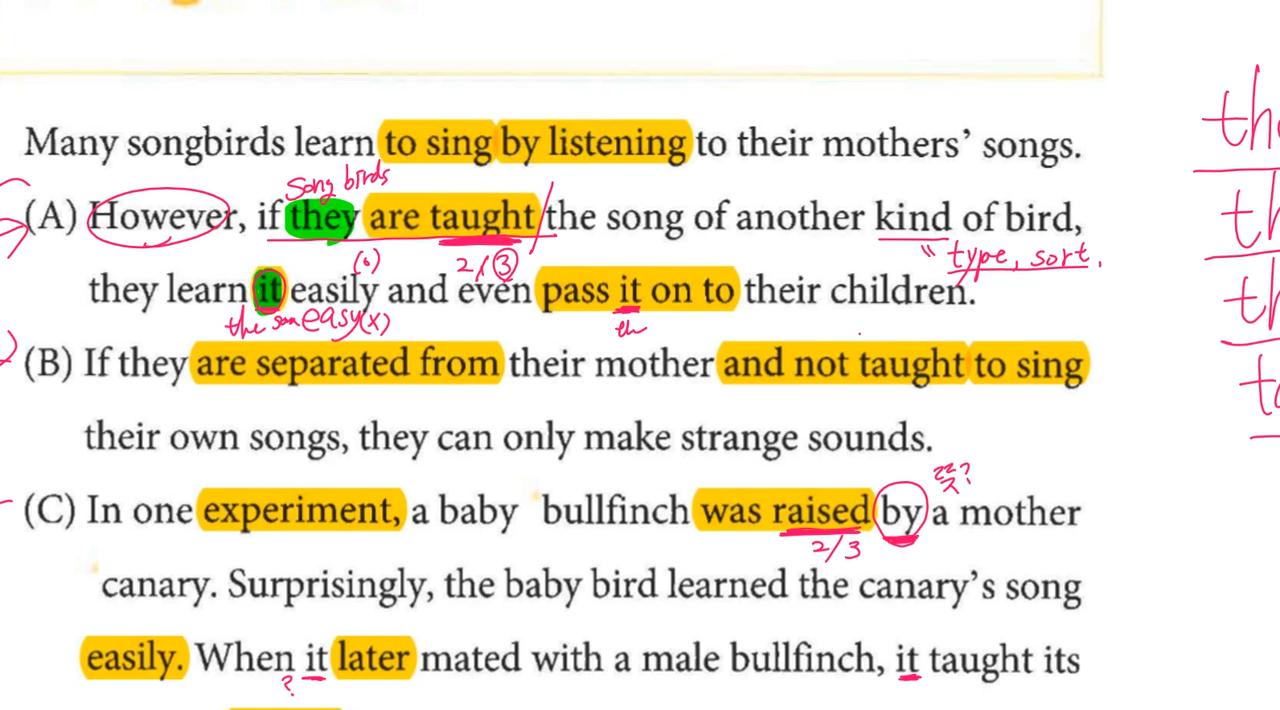 Many songbirds learn to sing by listening to their mothers’ songs.
Song birds
(A) However, if they are taught the song of another kind of bird,
(o) 2/3 " type, sort.
they learn it easily and even pass it on to their children.
the easy(x) th
(B) If they are separated from their mother and not taught to sing
their own songs, they can only make strange sounds.
(C) In one experiment, a baby bullfinch was raised by a mother
2/3
canary. Surprisingly, the baby bird learned the canary’s song
easily. When it later mated with a male bullfinch, it taught its
?